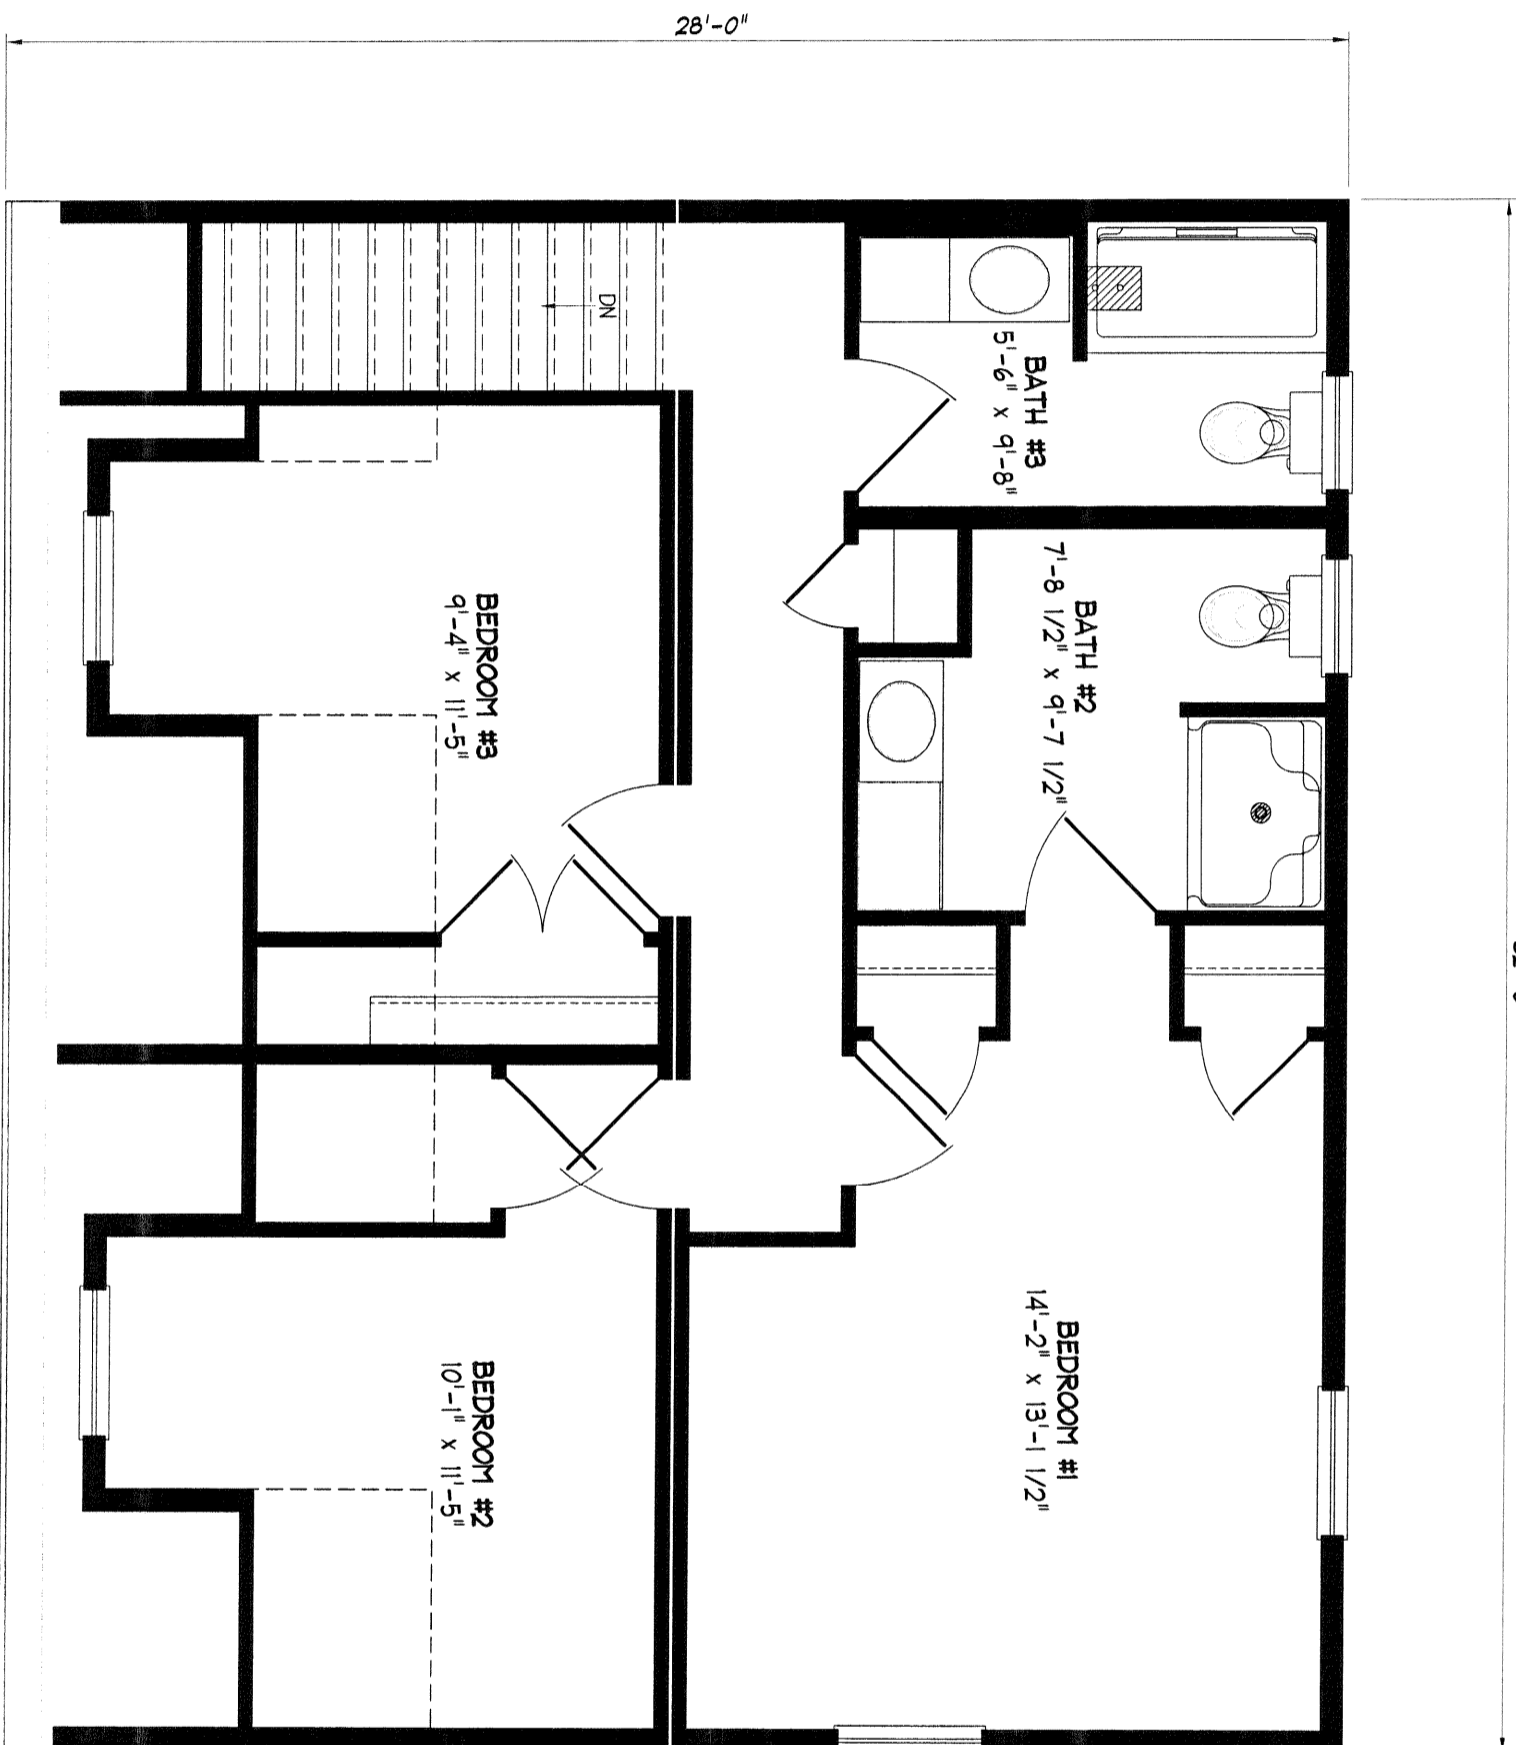 28'-0"
DN
BATH #3
5'-6" x 9'-8"
BATH #2
7'-8 1/2" x 9'-7 1/2"
BEDROOM #3
9'-4" x 11'-5"
BEDROOM #1
14'-2" x 13'-1 1/2"
BEDROOM #2
10'-1" x 11'-5"